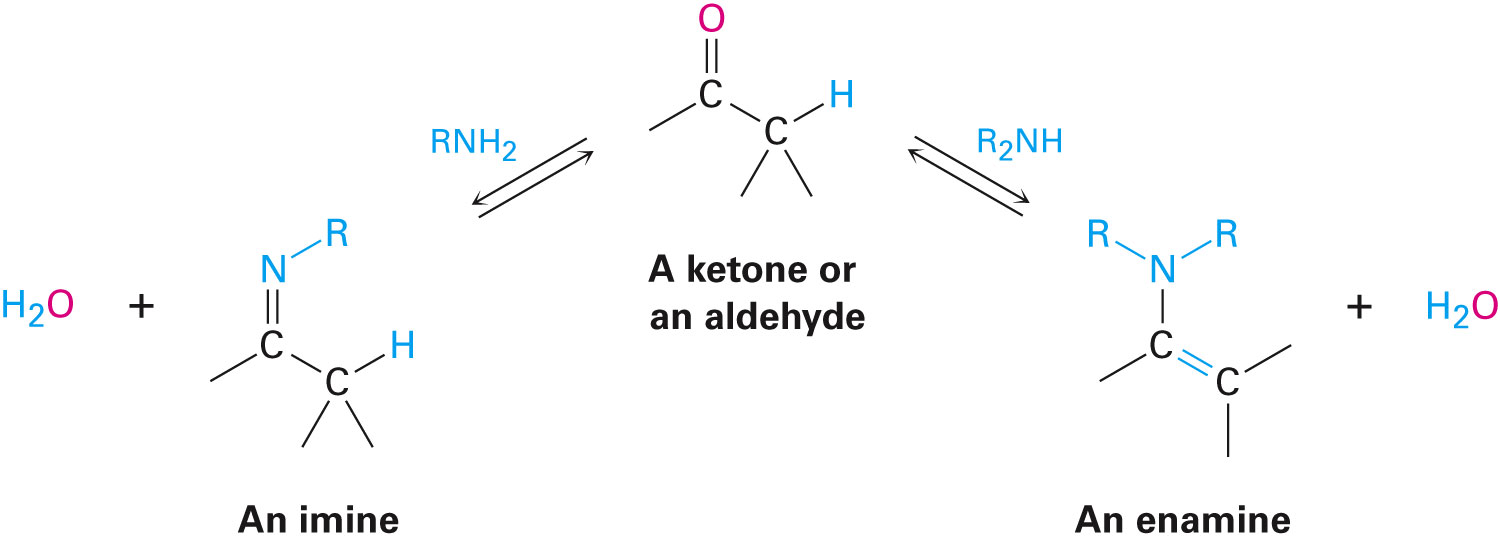 O
C
H
C
RNH₂
R₂NH
N
R
H₂O + C
H
C
An imine
A ketone or
an aldehyde
R
R
N
C
C
+ H₂O
An enamine